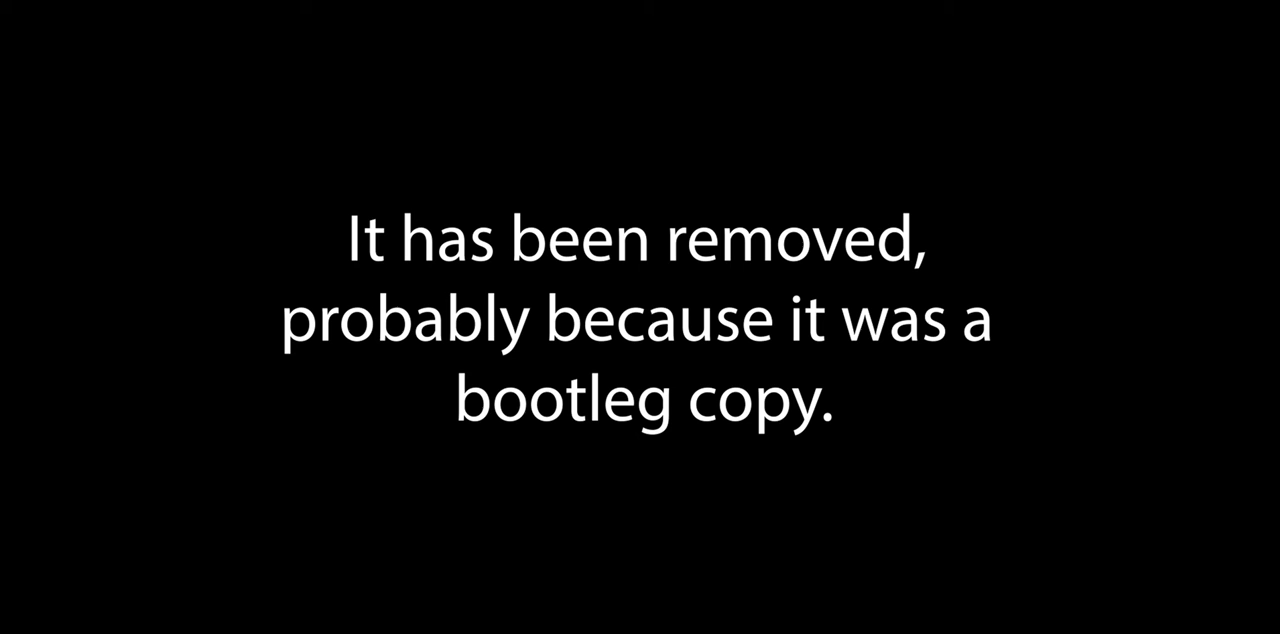 It has been removed,
probably because it was a
bootleg copy.